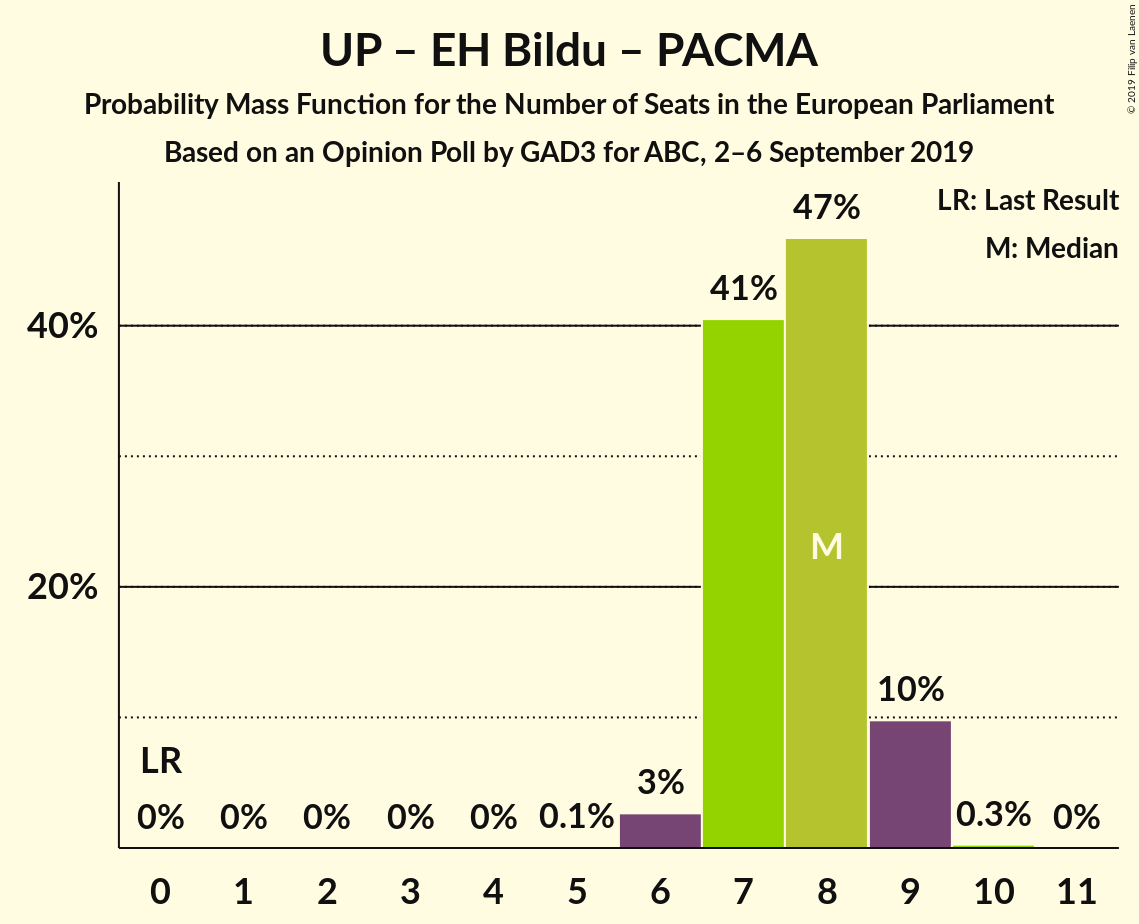 UP – EH Bildu – PACMA
Probability Mass Function for the Number of Seats in the European Parliament
Based on an Opinion Poll by GAD3 for ABC, 2–6 September 2019
© 2019 Filip van Laenen
LR: Last Result
M: Median
47%
41%
40%
M
20%
10%
LR
3%
0% 0% 0% 0% 0% 0.1% 0.3% 0%
0 1 2 3 4 5 6 7 8 9 10 11